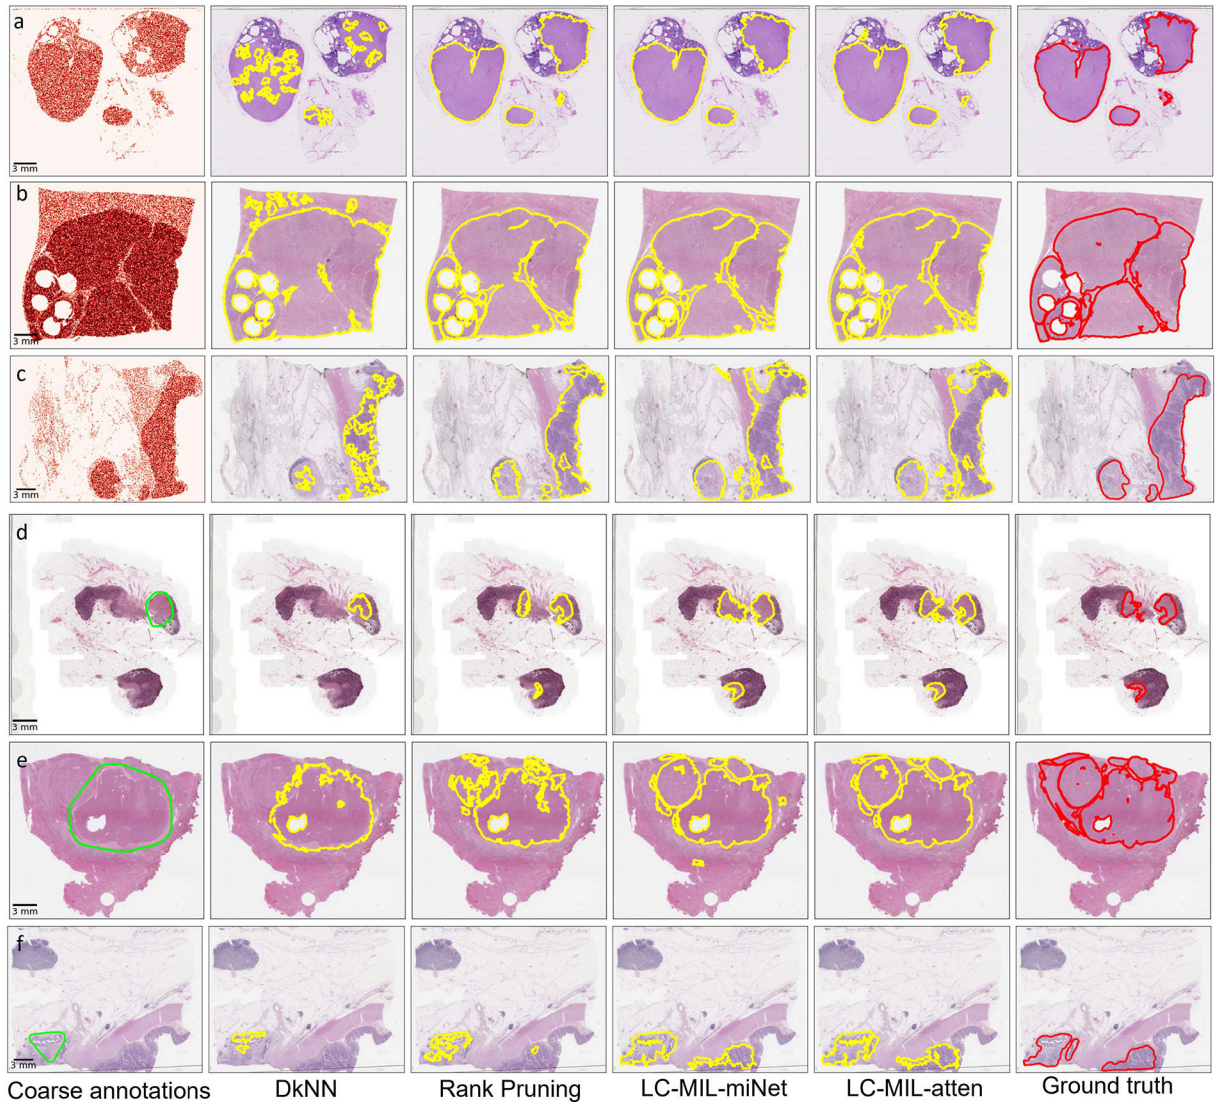 a
3 mm
b
3 mm
c
3 mm
d
3 mm
e
3 mm
f
3 mm
Coarse annotations DkNN Rank Pruning LC-MIL-miNet LC-MIL-atten Ground truth